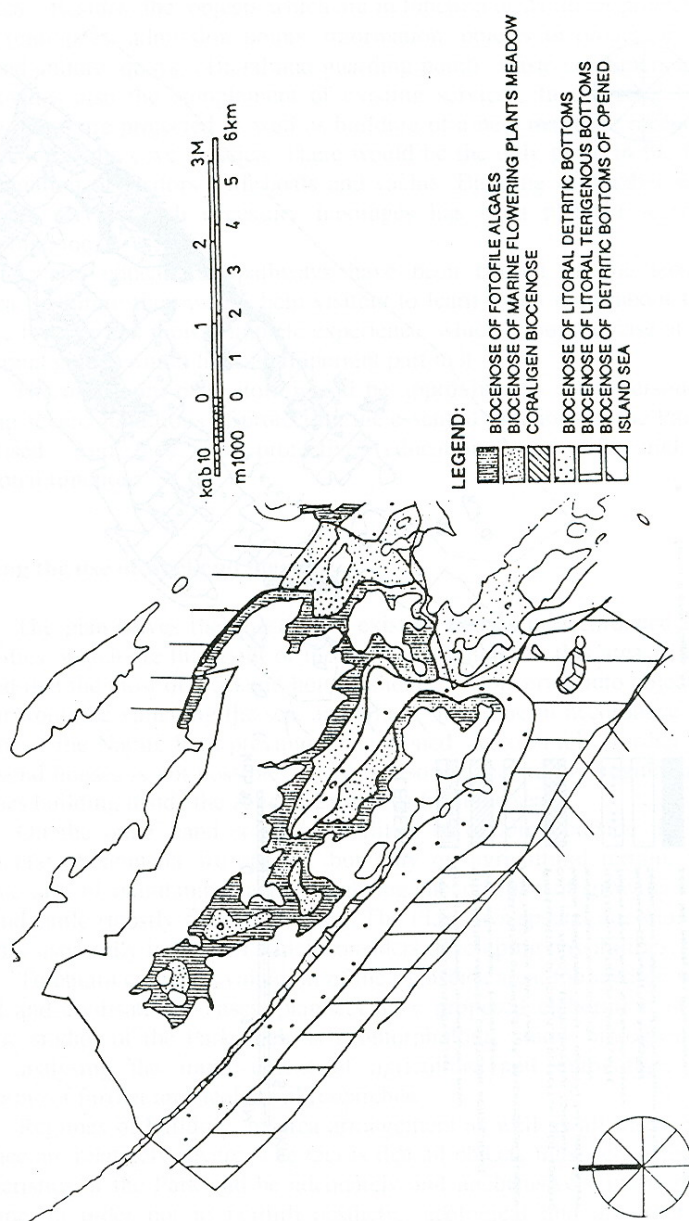 kab10 0 1 2 3M
m1000 0 1 2 3 4 5 6km
LEGEND:
BIOCENOSE OF FOTOFILE ALGAES
BIOCENOSE OF MARINE FLOWERING PLANTS MEADOW
CORALIGEN BIOCENOSE
BIOCENOSE OF LITORAL DETRITIC BOTTOMS
BIOCENOSE OF LITORAL TERIGENOUS BOTTOMS
BIOCENOSE OF DETRITIC BOTTOMS OF OPENED
ISLAND SEA